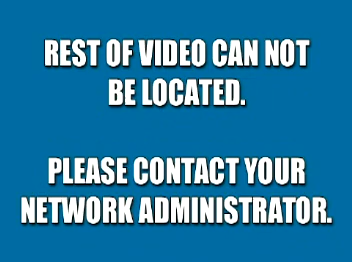 REST OF VIDEO CAN NOT
BE LOCATED.
PLEASE CONTACT YOUR
NETWORK ADMINISTRATOR.